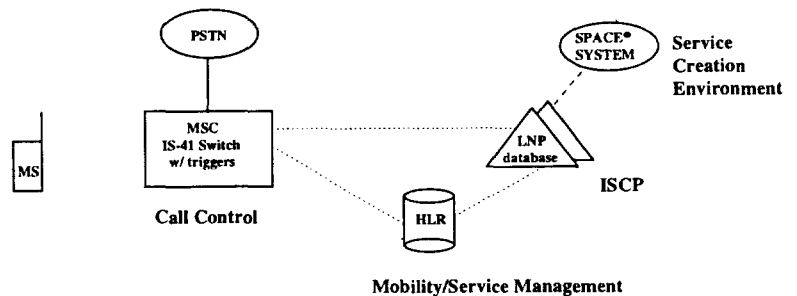 PSTN
SPACE®
SYSTEM
Service
Creation
Environment
MSC
IS-41 Switch
w/ triggers
LNP
database
MS
ISCP
Call Control
HLR
Mobility/Service Management